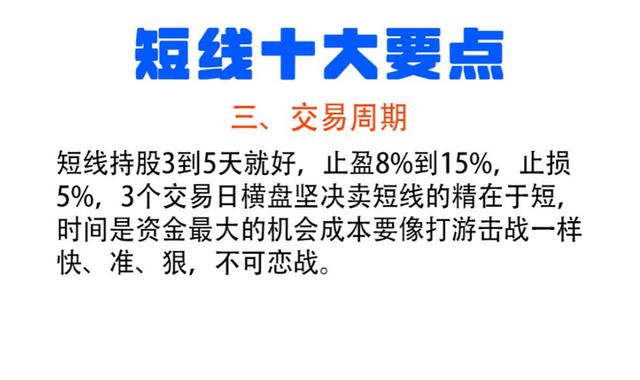 短线十大要点
三、交易周期
短线持股3到5天就好，止盈8%到15%，止损
5%，3个交易日横盘坚决卖短线的精在于短，
时间是资金最大的机会成本要像打游击战一样
快、准、狠，不可恋战。